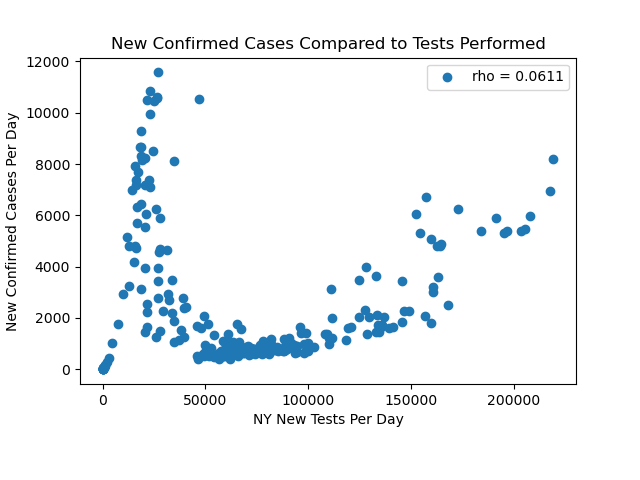 New Confirmed Cases Compared to Tests Performed
rho = 0.0611
New Confirmed Caeses Per Day
12000
10000
8000
6000
4000
2000
0
0 50000 100000 150000 200000
NY New Tests Per Day